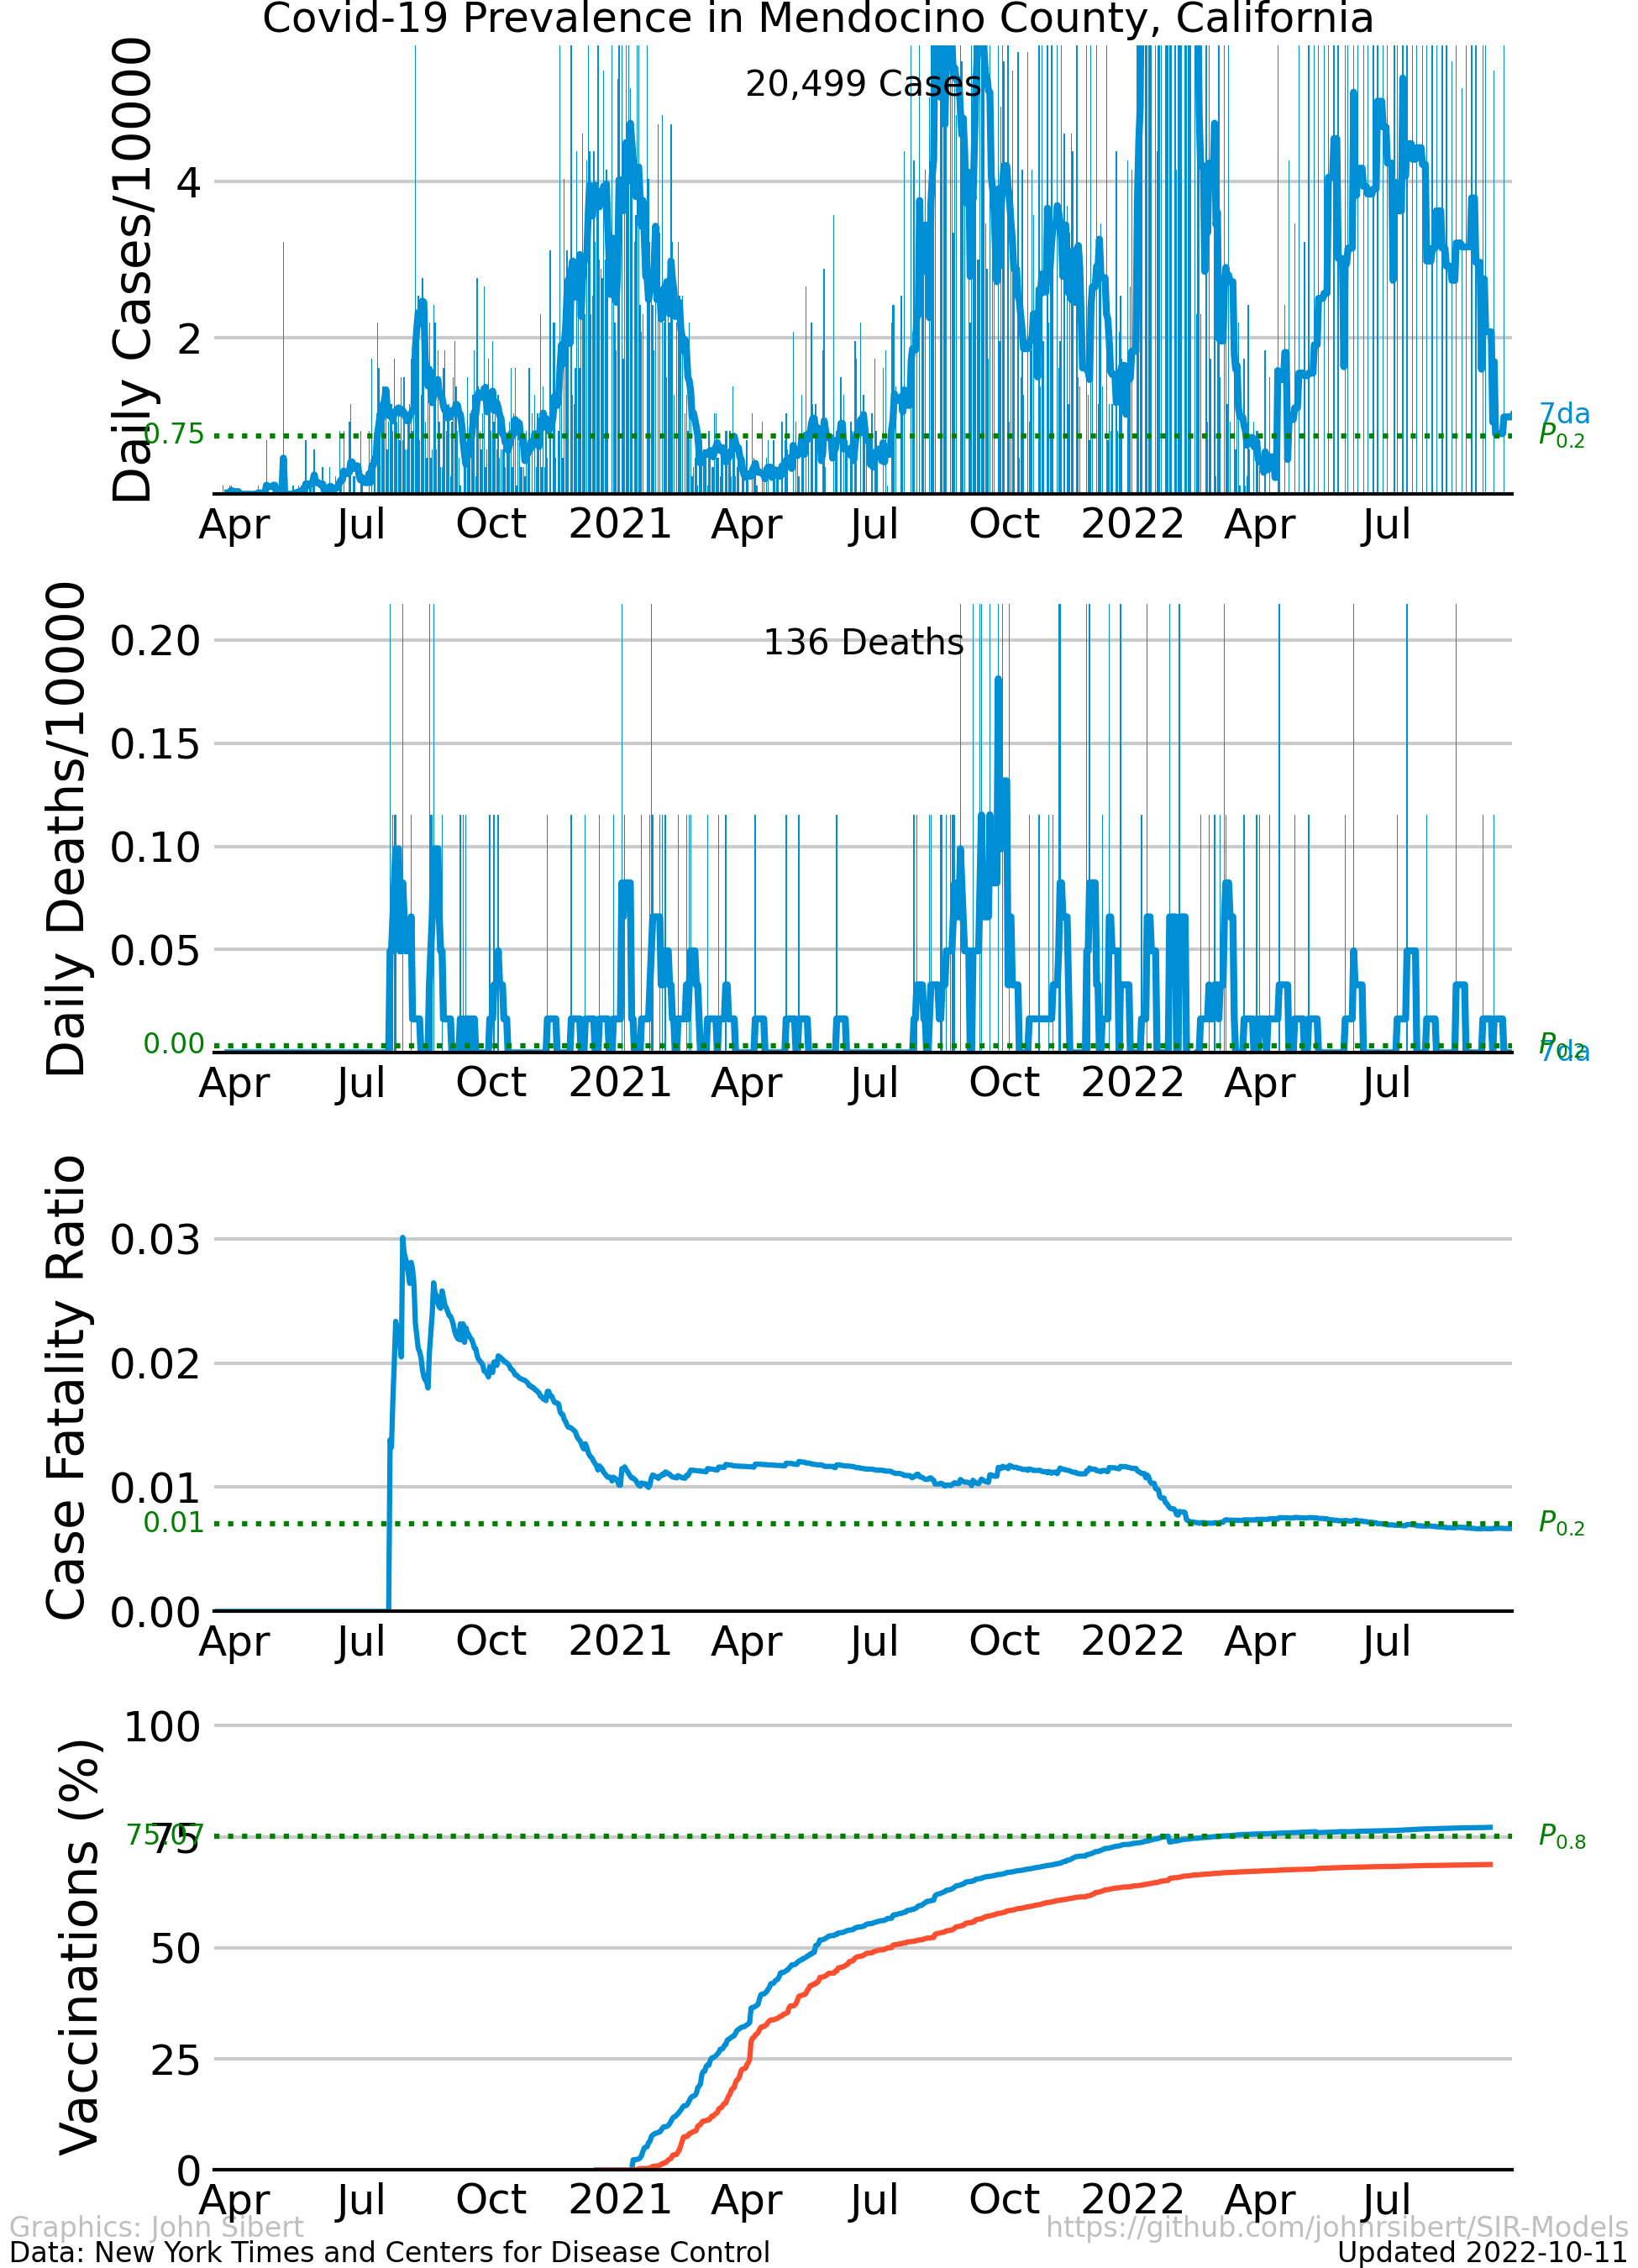 Covid-19 Prevalence in Mendocino County, California
Daily Cases/10000
20,499 Cases
4
2
0.75
7da
P0.2
Apr Jul Oct 2021 Apr Jul Oct 2022 Apr Jul
Daily Deaths/10000
136 Deaths
0.20
0.15
0.10
0.05
0.00
P0.2
7da
Apr Jul Oct 2021 Apr Jul Oct 2022 Apr Jul
Case Fatality Ratio
0.03
0.02
0.01
0.01
P0.2
0.00
Apr Jul Oct 2021 Apr Jul Oct 2022 Apr Jul
Vaccinations (%)
100
75
75.07
P0.8
50
25
0
Apr Jul Oct 2021 Apr Jul Oct 2022 Apr Jul
Graphics: John Sibert https://github.com/johnrsibert/SIR-Models
Data: New York Times and Centers for Disease Control Updated 2022-10-11